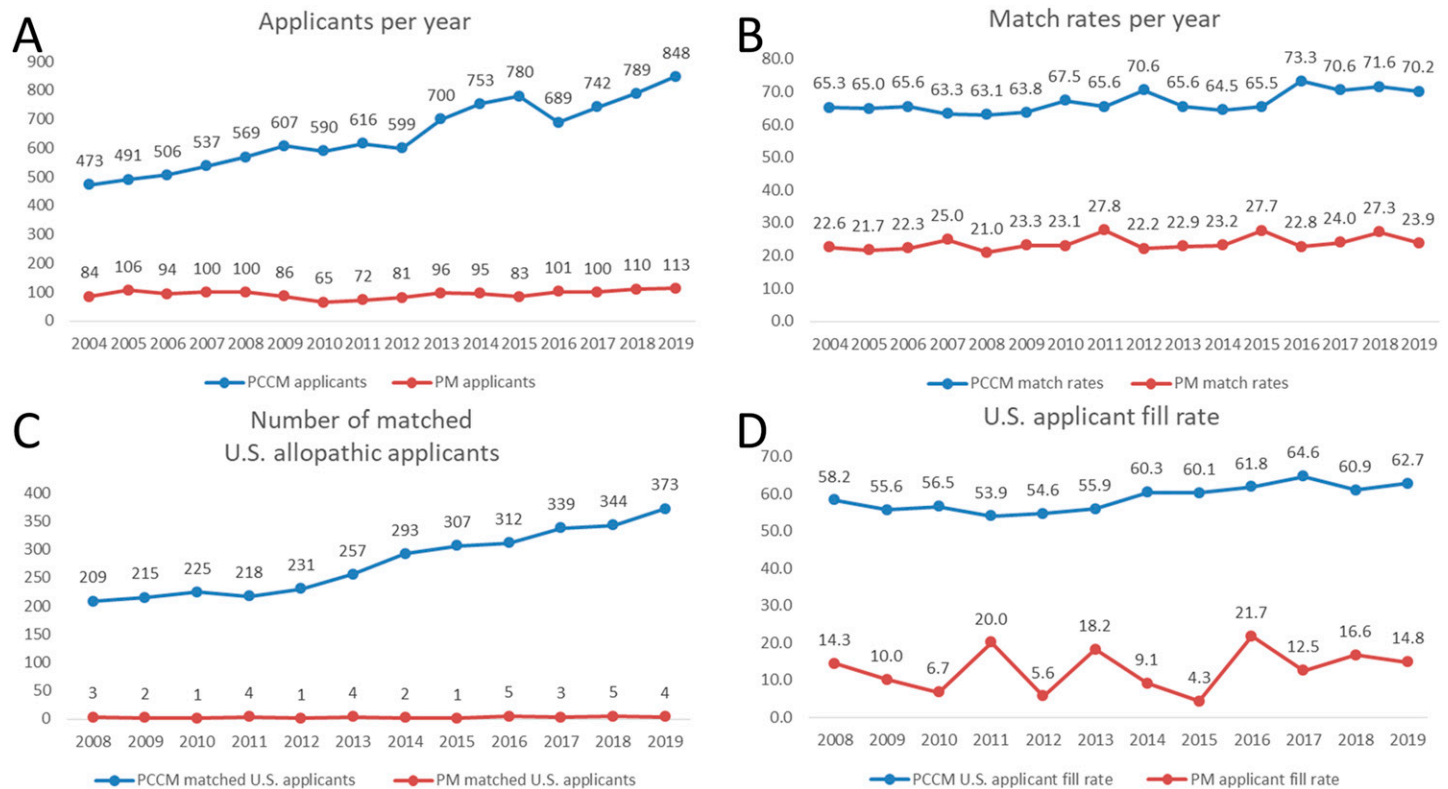 A
Applicants per year
900
800
700
600
500
400
300
200
100
0
473 491 506 537 569 607 590 616 599 700 753 780 689 742 789 848
84 106 94 100 100 86 65 72 81 96 95 83 101 100 110 113
2004 2005 2006 2007 2008 2009 2010 2011 2012 2013 2014 2015 2016 2017 2018 2019
PCCM applicants PM applicants
B
Match rates per year
80.0
70.0
60.0
50.0
40.0
30.0
20.0
10.0
0.0
65.3 65.0 65.6 63.3 63.1 63.8 67.5 65.6 70.6 65.6 64.5 65.5 73.3 70.6 71.6 70.2
22.6 21.7 22.3 25.0 21.0 23.3 23.1 27.8 22.2 22.9 23.2 27.7 22.8 24.0 27.3 23.9
2004 2005 2006 2007 2008 2009 2010 2011 2012 2013 2014 2015 2016 2017 2018 2019
PCCM match rates PM match rates
C
Number of matched
U.S. allopathic applicants
400
350
300
250
200
150
100
50
0
209 215 225 218 231 257 293 307 312 339 344 373
3 2 1 4 1 4 2 1 5 3 5 4
2008 2009 2010 2011 2012 2013 2014 2015 2016 2017 2018 2019
PCCM matched U.S. applicants PM matched U.S. applicants
D
U.S. applicant fill rate
70.0
60.0
50.0
40.0
30.0
20.0
10.0
0.0
58.2 55.6 56.5 53.9 54.6 55.9 60.3 60.1 61.8 64.6 60.9 62.7
14.3 10.0 6.7 20.0 5.6 18.2 9.1 4.3 21.7 12.5 16.6 14.8
2008 2009 2010 2011 2012 2013 2014 2015 2016 2017 2018 2019
PCCM U.S. applicant fill rate PM applicant fill rate